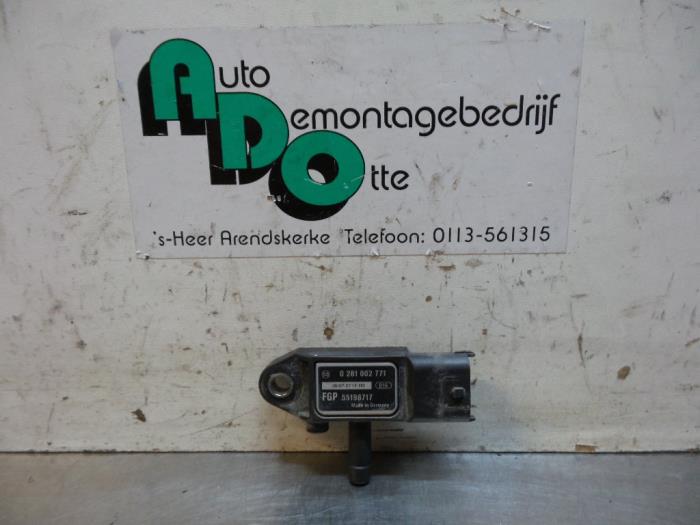 Auto
Demontagebedrijf
Otte
's-Heer Arendskerke Telefoon: 0113-561315
0 281 002 771
FGP 55198717
Made in Germany